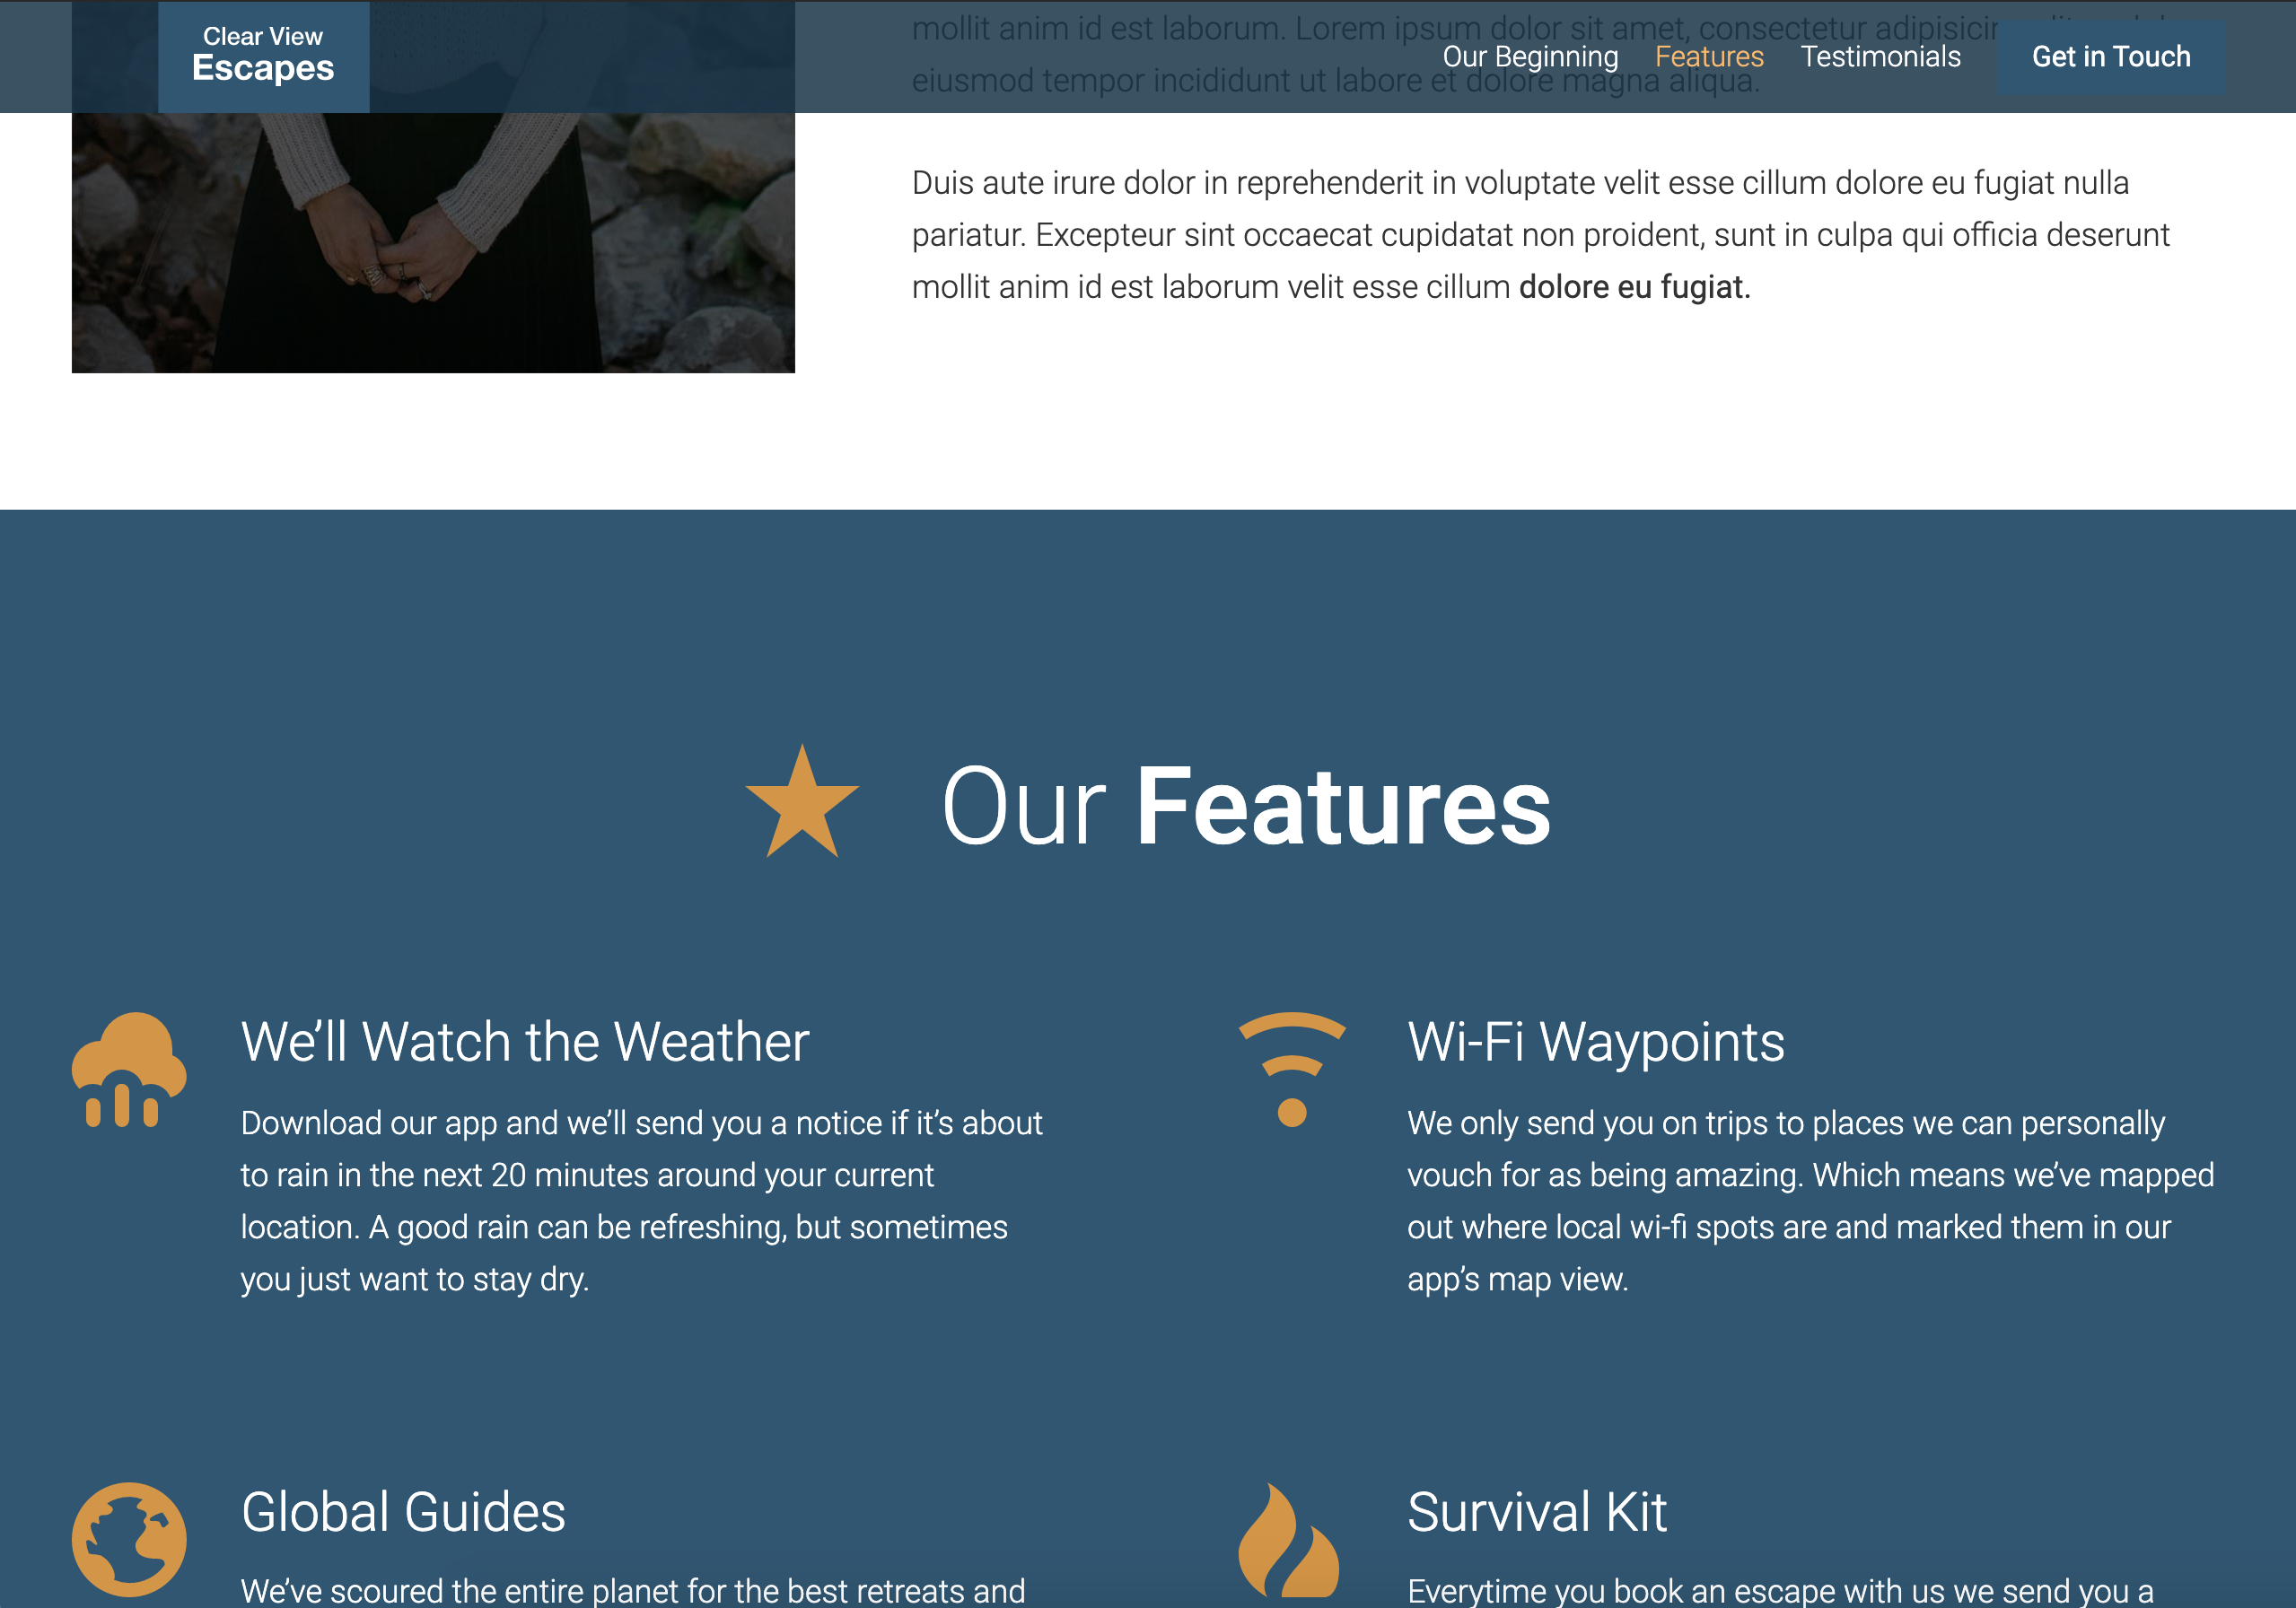 Clear View
Escapes
Our Beginning Features Testimonials Get in Touch
mollit anim id est laborum. Lorem ipsum dolor sit amet, consectetur
eiusmod tempor incididunt ut labore et dolore magna aliqua.
Duis aute irure dolor in reprehenderit in voluptate velit esse cillum dolore eu fugiat nulla
pariatur. Excepteur sint occaecat cupidatat non proident, sunt in culpa qui officia deserunt
mollit anim id est laborum velit esse cillum dolore eu fugiat.
Our Features
We’ll Watch the Weather
Download our app and we’ll send you a notice if it’s about
to rain in the next 20 minutes around your current
location. A good rain can be refreshing, but sometimes
you just want to stay dry.
Wi-Fi Waypoints
We only send you on trips to places we can personally
vouch for as being amazing. Which means we’ve mapped
out where local wi-fi spots are and marked them in our
app’s map view.
Global Guides
We’ve scoured the entire planet for the best retreats and
Survival Kit
Everytime you book an escape with us we send you a